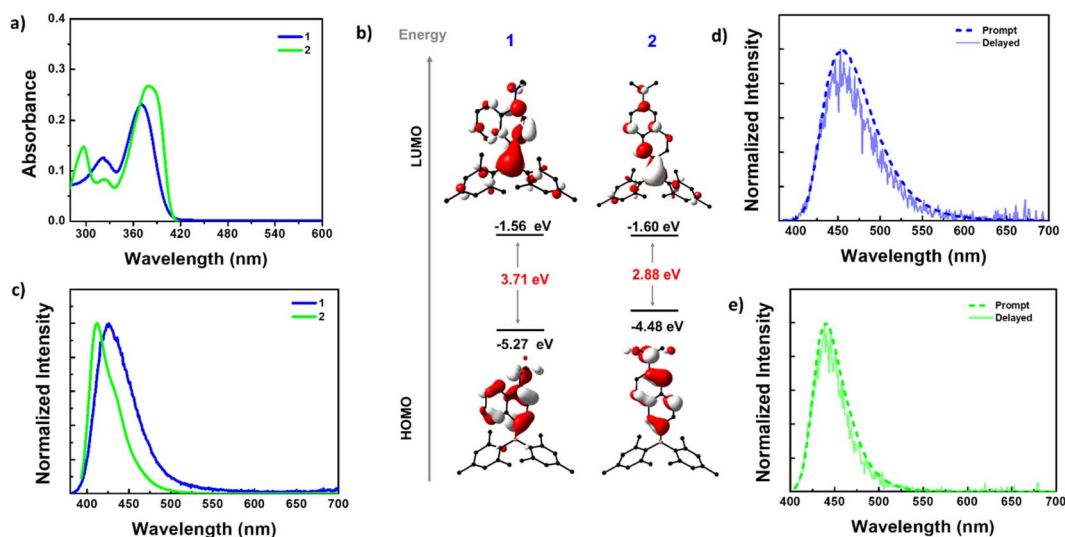 a)
0.4
0.3
0.2
0.1
0.0
Absorbance
1
2
300 360 420 480 540 600
Wavelength (nm)
b)
Energy
1
2
LUMO
-1.56 eV
-1.60 eV
3.71 eV
2.88 eV
-5.27 eV
-4.48 eV
HOMO
c)
Normalized Intensity
1
2
400 450 500 550 600 650 700
Wavelength (nm)
d)
Normalized Intensity
Prompt
Delayed
400 450 500 550 600 650 700
Wavelength (nm)
e)
Normalized Intensity
Prompt
Delayed
400 450 500 550 600 650 700
Wavelength (nm)